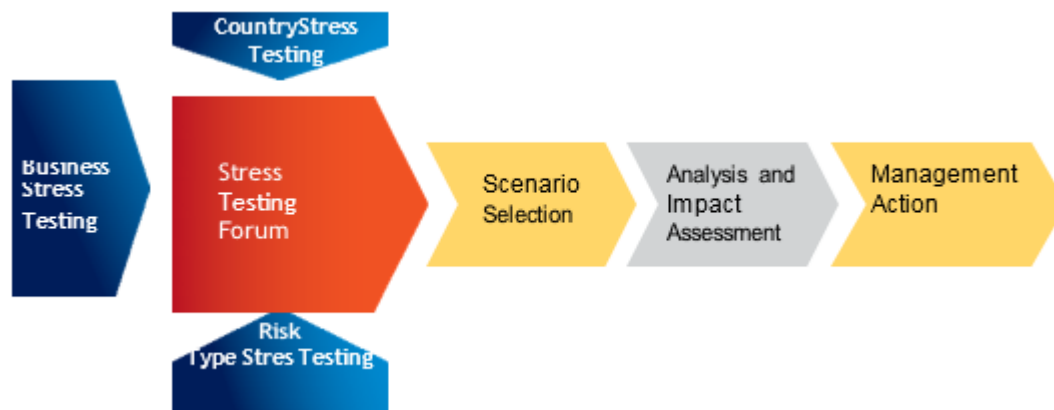 CountryStress
Testing
Business
Stress
Testing
Stress
Testing
Forum
Scenario
Selection
Analysis and
Impact
Assessment
Management
Action
Risk
Type Stres Testing